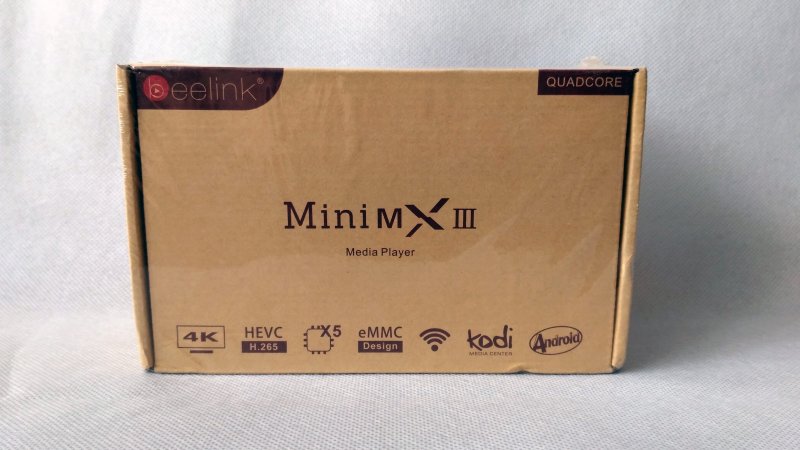 beelink®
QUADCORE
Mini MX III
Media Player
4K
HEVC
H.265
X5
eMMC
Design
kodi
MEDIA CENTER
Android